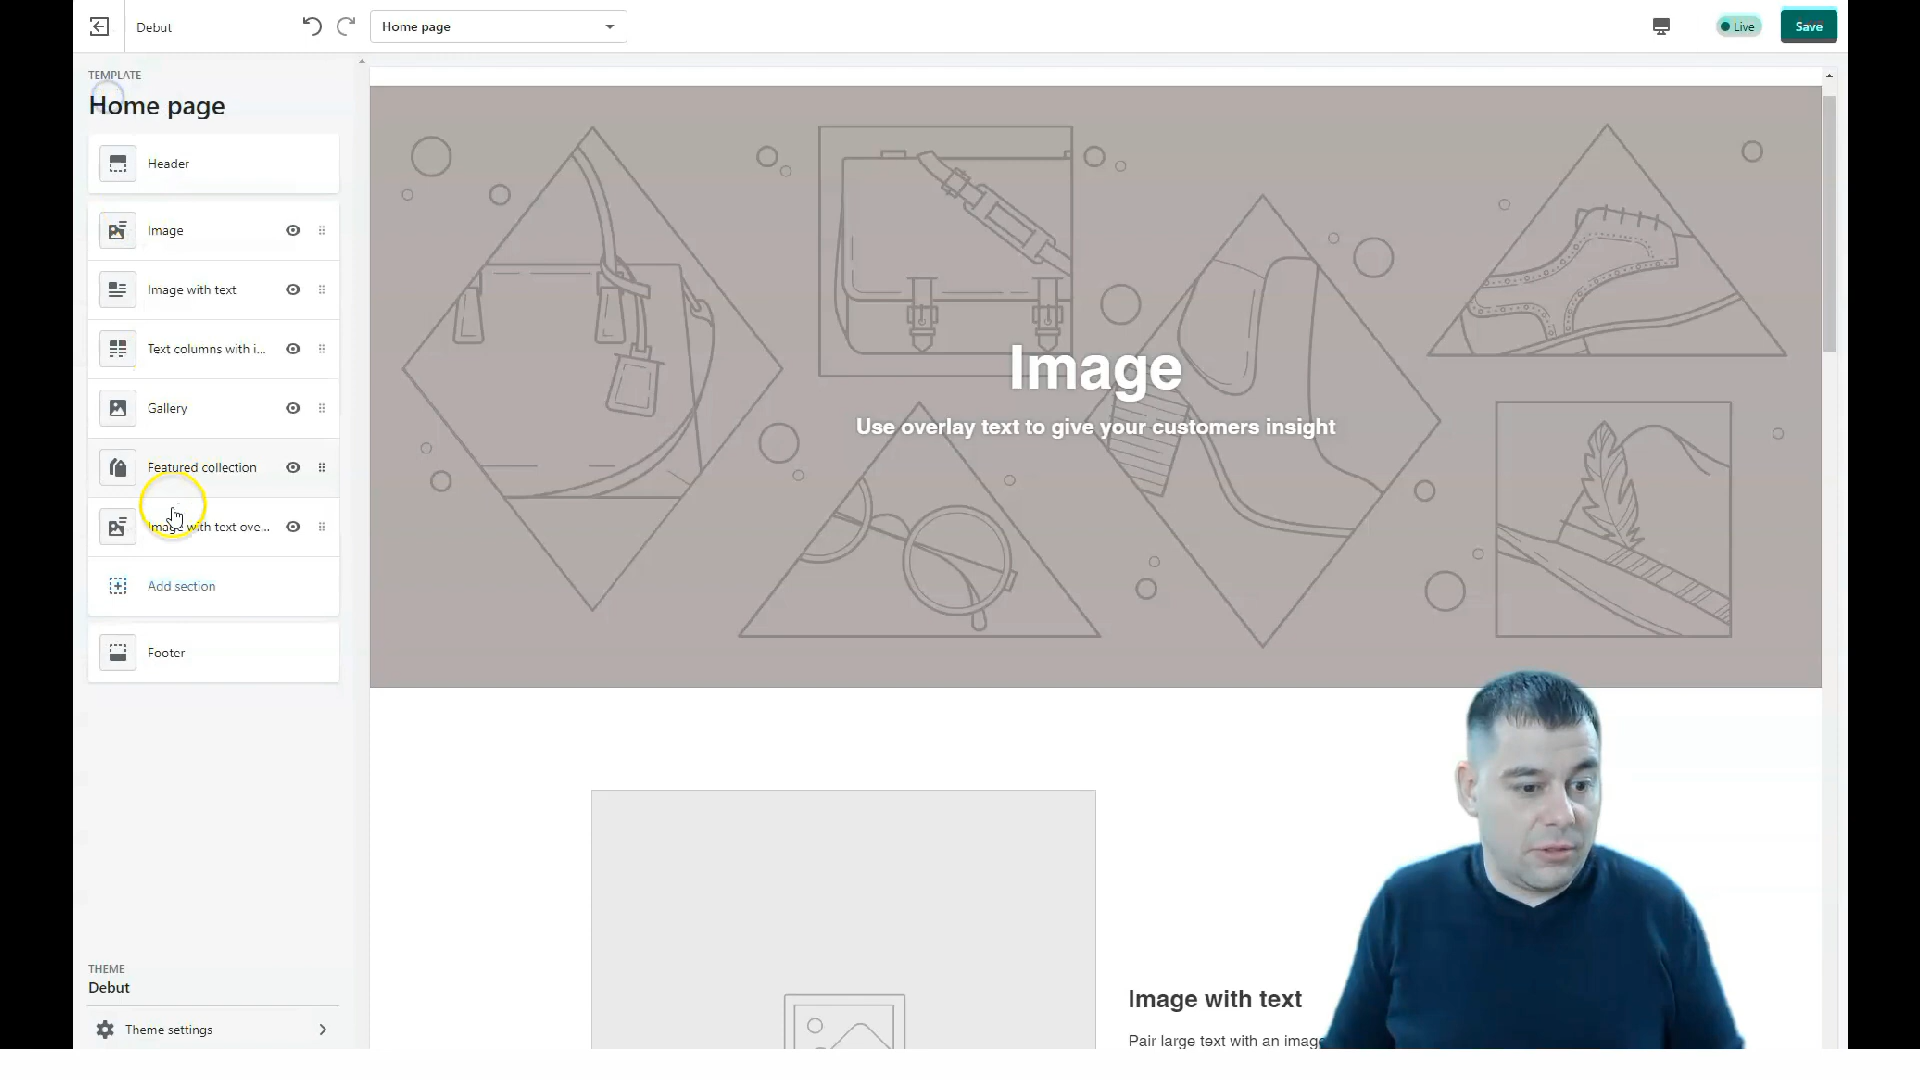 Debut
Home page
Live
Save
TEMPLATE
Home page
Header
Image
Image with text
Text columns with i...
Gallery
Featured collection
Image with text ove...
Add section
Footer
THEME
Debut
Theme settings
Image
Use overlay text to give your customers insight
Image with text
Pair large text with an image